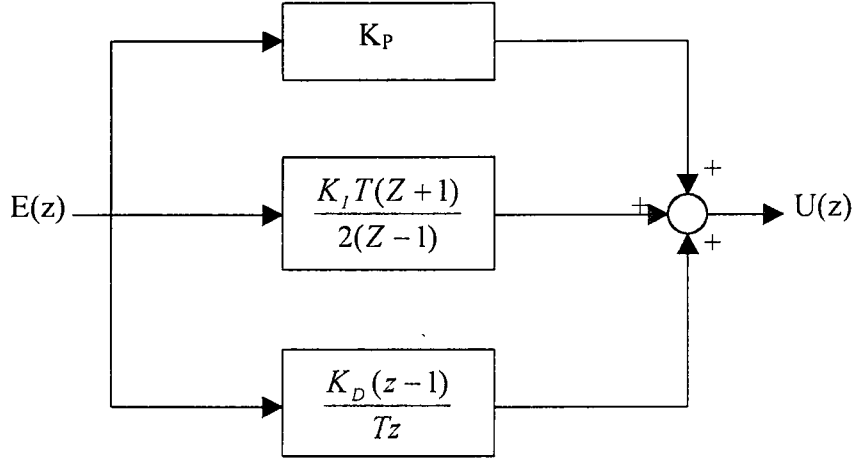 K_P
+
E(z)
K_I T(Z + 1)
2(Z − 1)
+
U(z)
+
K_D (z − 1)
Tz